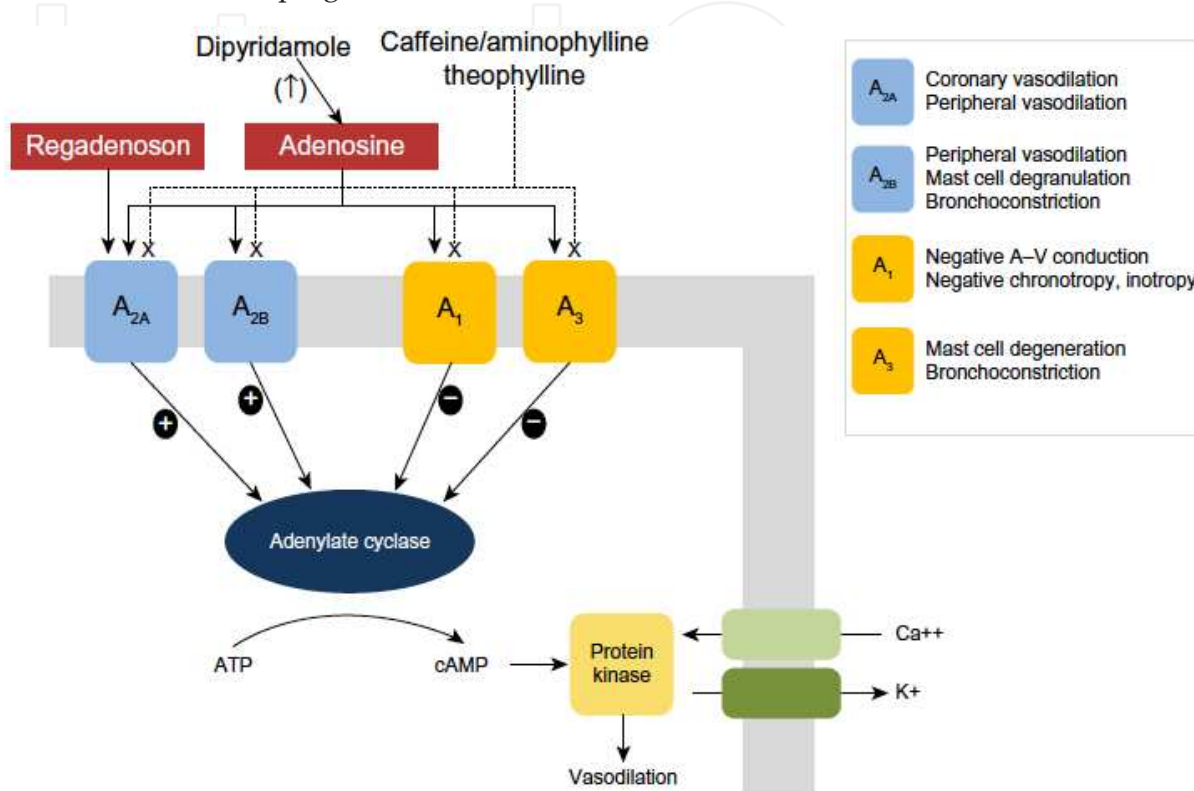 Dipyridamole
(↑)
Caffeine/aminophylline
theophylline
Regadenoson
Adenosine
X
X
X
X
A2A
A2B
A1
A3
+
+
−
−
Adenylate cyclase
ATP
cAMP
Protein
kinase
Ca++
K+
Vasodilation
A2A
Coronary vasodilation
Peripheral vasodilation
A2B
Peripheral vasodilation
Mast cell degranulation
Bronchoconstriction
A1
Negative A–V conduction
Negative chronotropy, inotropy
A3
Mast cell degeneration
Bronchoconstriction